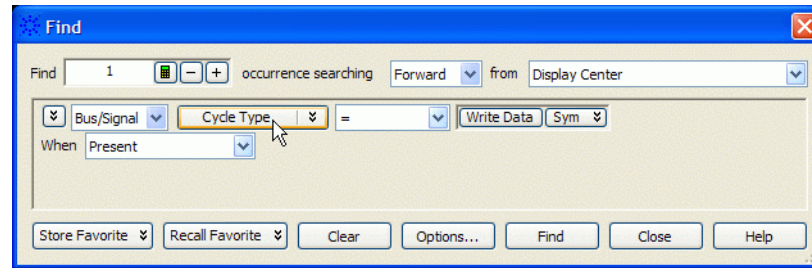 Find
Find 1 occurrence searching Forward from Display Center
Bus/Signal Cycle Type = Write Data Sym
When Present
Store Favorite Recall Favorite Clear Options... Find Close Help